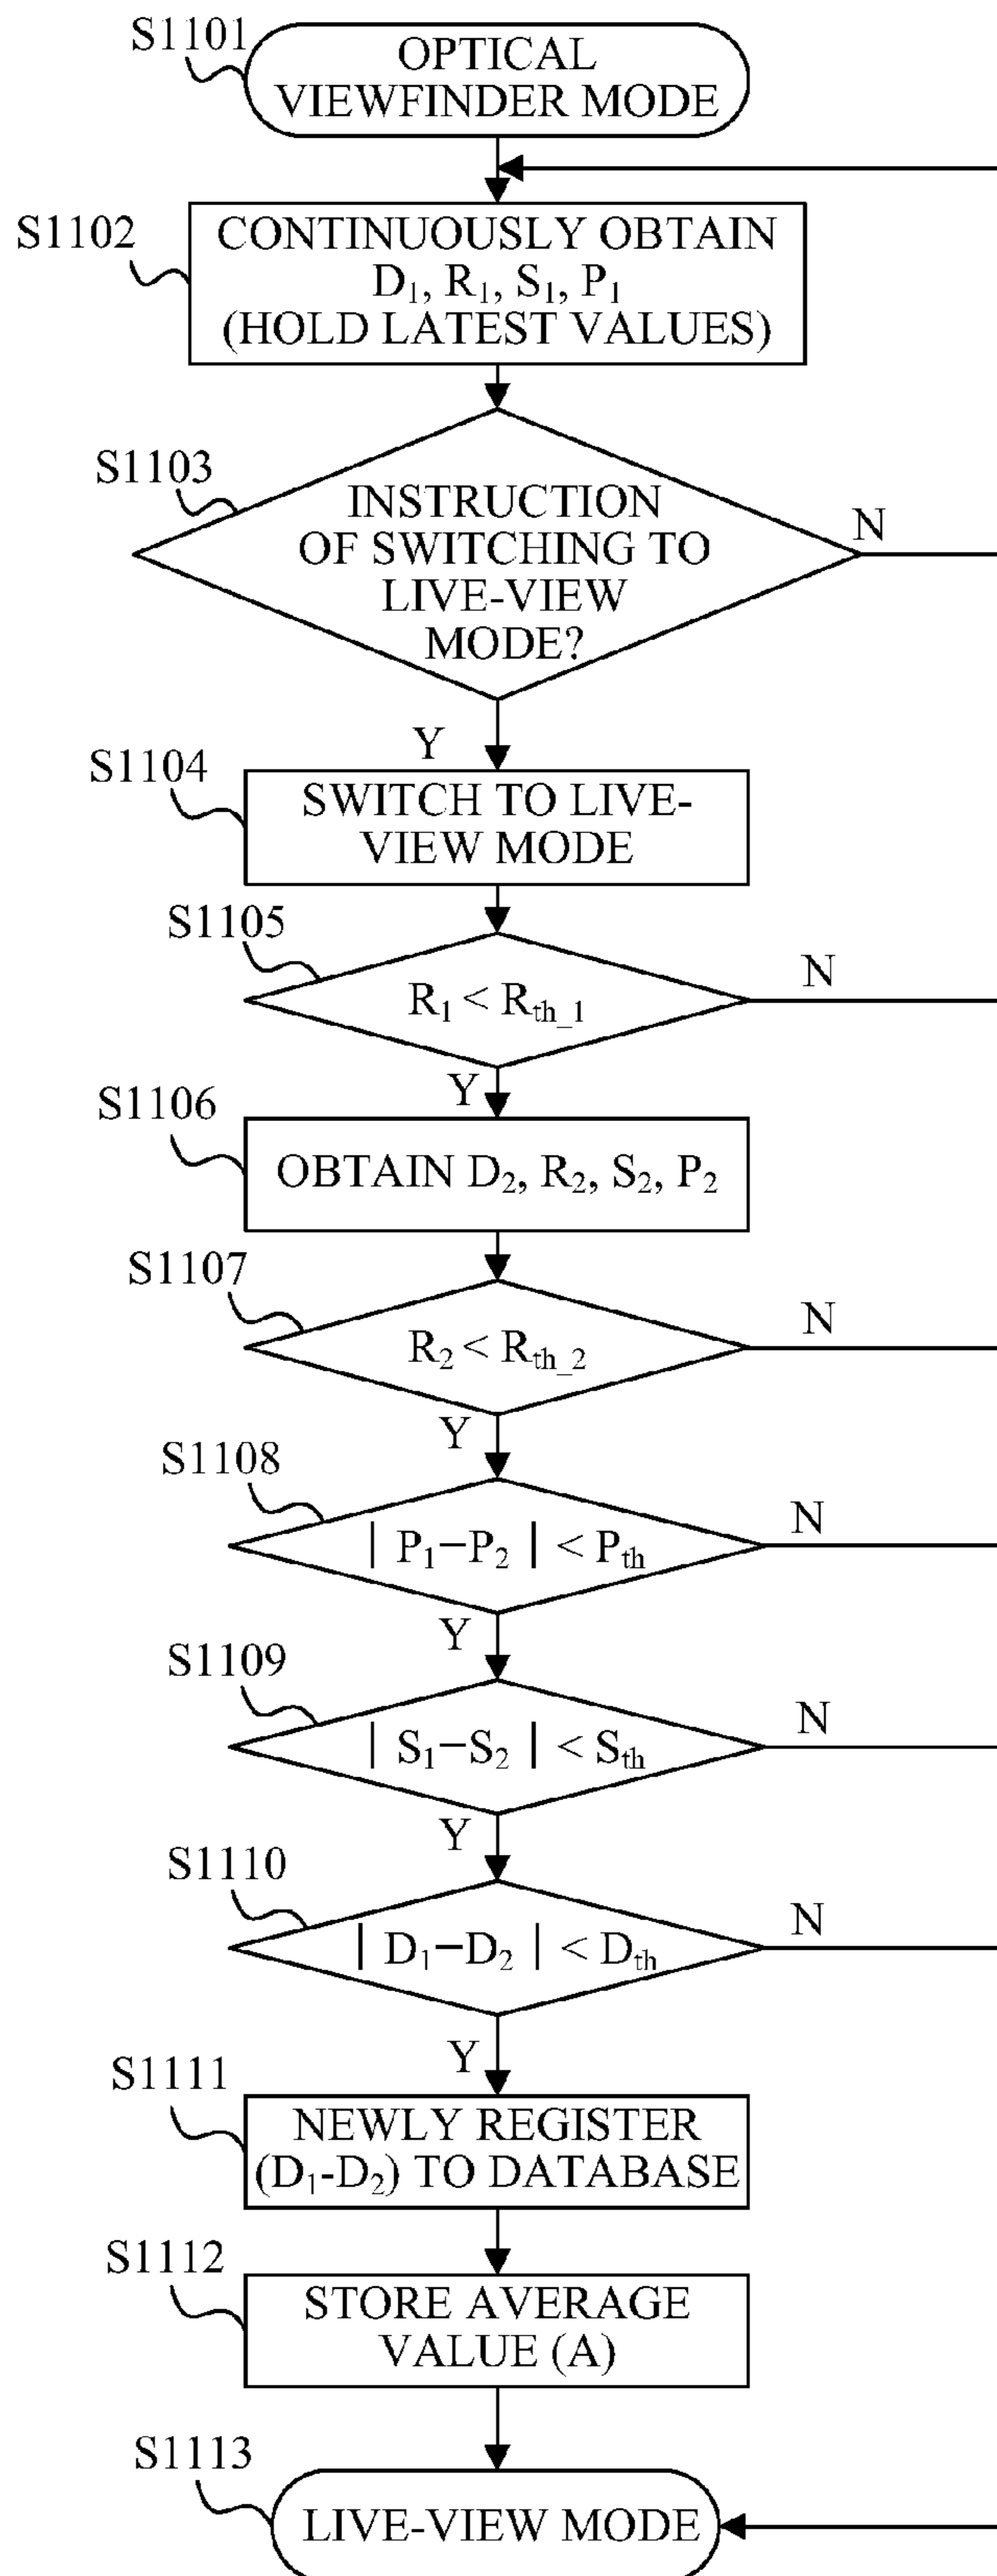 S1101
OPTICAL
VIEWFINDER MODE
S1102
CONTINUOUSLY OBTAIN
D₁, R₁, S₁, P₁
(HOLD LATEST VALUES)
S1103
INSTRUCTION
OF SWITCHING TO
LIVE-VIEW
MODE?
N
Y
S1104
SWITCH TO LIVE-
VIEW MODE
S1105
R₁ < Rth_1
N
Y
S1106
OBTAIN D₂, R₂, S₂, P₂
S1107
R₂ < Rth_2
N
Y
S1108
| P₁−P₂ | < Pth
N
Y
S1109
| S₁−S₂ | < Sth
N
Y
S1110
| D₁−D₂ | < Dth
N
Y
S1111
NEWLY REGISTER
(D₁-D₂) TO DATABASE
S1112
STORE AVERAGE
VALUE (A)
S1113
LIVE-VIEW MODE